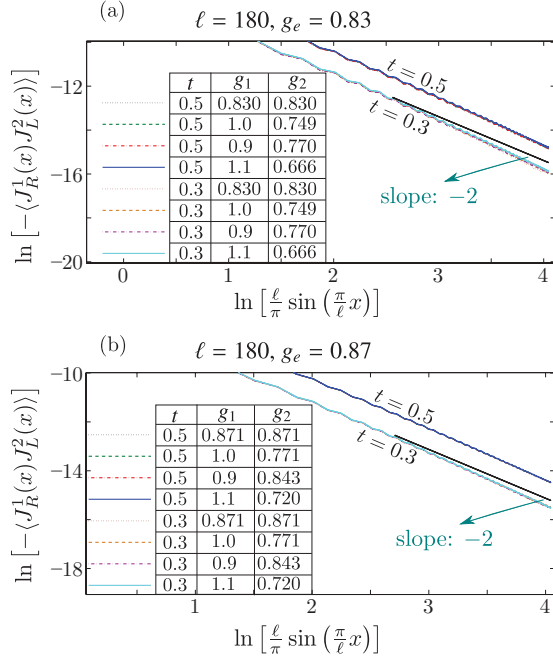 (a)
ℓ = 180, g_e = 0.83
ln [−⟨J_R^1(x)J_L^2(x)⟩]
−12
−16
−20
t g_1 g_2
0.5 0.830 0.830
0.5 1.0 0.749
0.5 0.9 0.770
0.5 1.1 0.666
0.3 0.830 0.830
0.3 1.0 0.749
0.3 0.9 0.770
0.3 1.1 0.666
t = 0.5
t = 0.3
slope: −2
0 1 2 3 4
ln [ℓ/π sin (π/ℓ x)]
(b)
ℓ = 180, g_e = 0.87
ln [−⟨J_R^1(x)J_L^2(x)⟩]
−10
−14
−18
t g_1 g_2
0.5 0.871 0.871
0.5 1.0 0.771
0.5 0.9 0.843
0.5 1.1 0.720
0.3 0.871 0.871
0.3 1.0 0.771
0.3 0.9 0.843
0.3 1.1 0.720
t = 0.5
t = 0.3
slope: −2
1 2 3 4
ln [ℓ/π sin (π/ℓ x)]